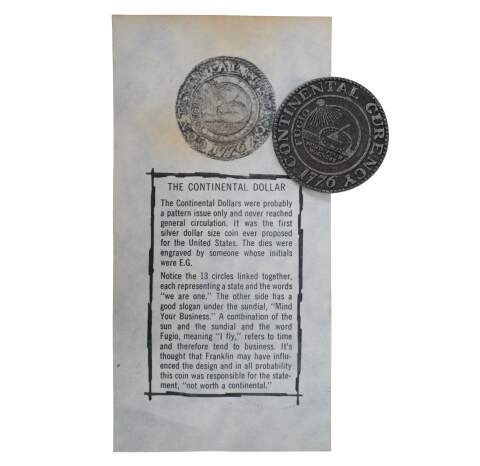 CONTINENTAL CURENCY
FUGIO
1776
1776
THE CONTINENTAL DOLLAR
The Continental Dollars were probably
a pattern issue only and never reached
general circulation. It was the first
silver dollar size coin ever proposed
for the United States. The dies were
engraved by someone whose initials
were E.G.
Notice the 13 circles linked together,
each representing a state and the words
"we are one." The other side has a
good slogan under the sundial, "Mind
Your Business." A combination of the
sun and the sundial and the word
Fugio, meaning "I fly," refers to time
and therefore tend to business. It's
thought that Franklin may have influ-
enced the design and in all probability
this coin was responsible for the state-
ment, "not worth a continental."